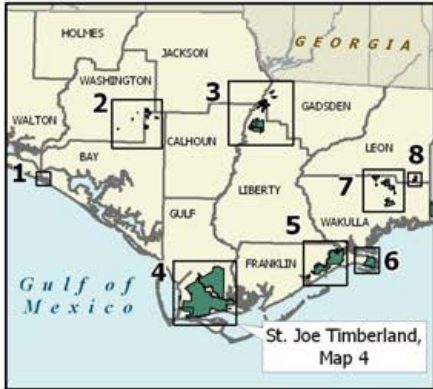 HOLMES
JACKSON
GEORGIA
WASHINGTON
2
3
GADSDEN
WALTON
CALHOUN
LEON
8
BAY
1
7
LIBERTY
WAKULLA
GULF
5
4
FRANKLIN
6
Gulf of
Mexico
St. Joe Timberland,
Map 4